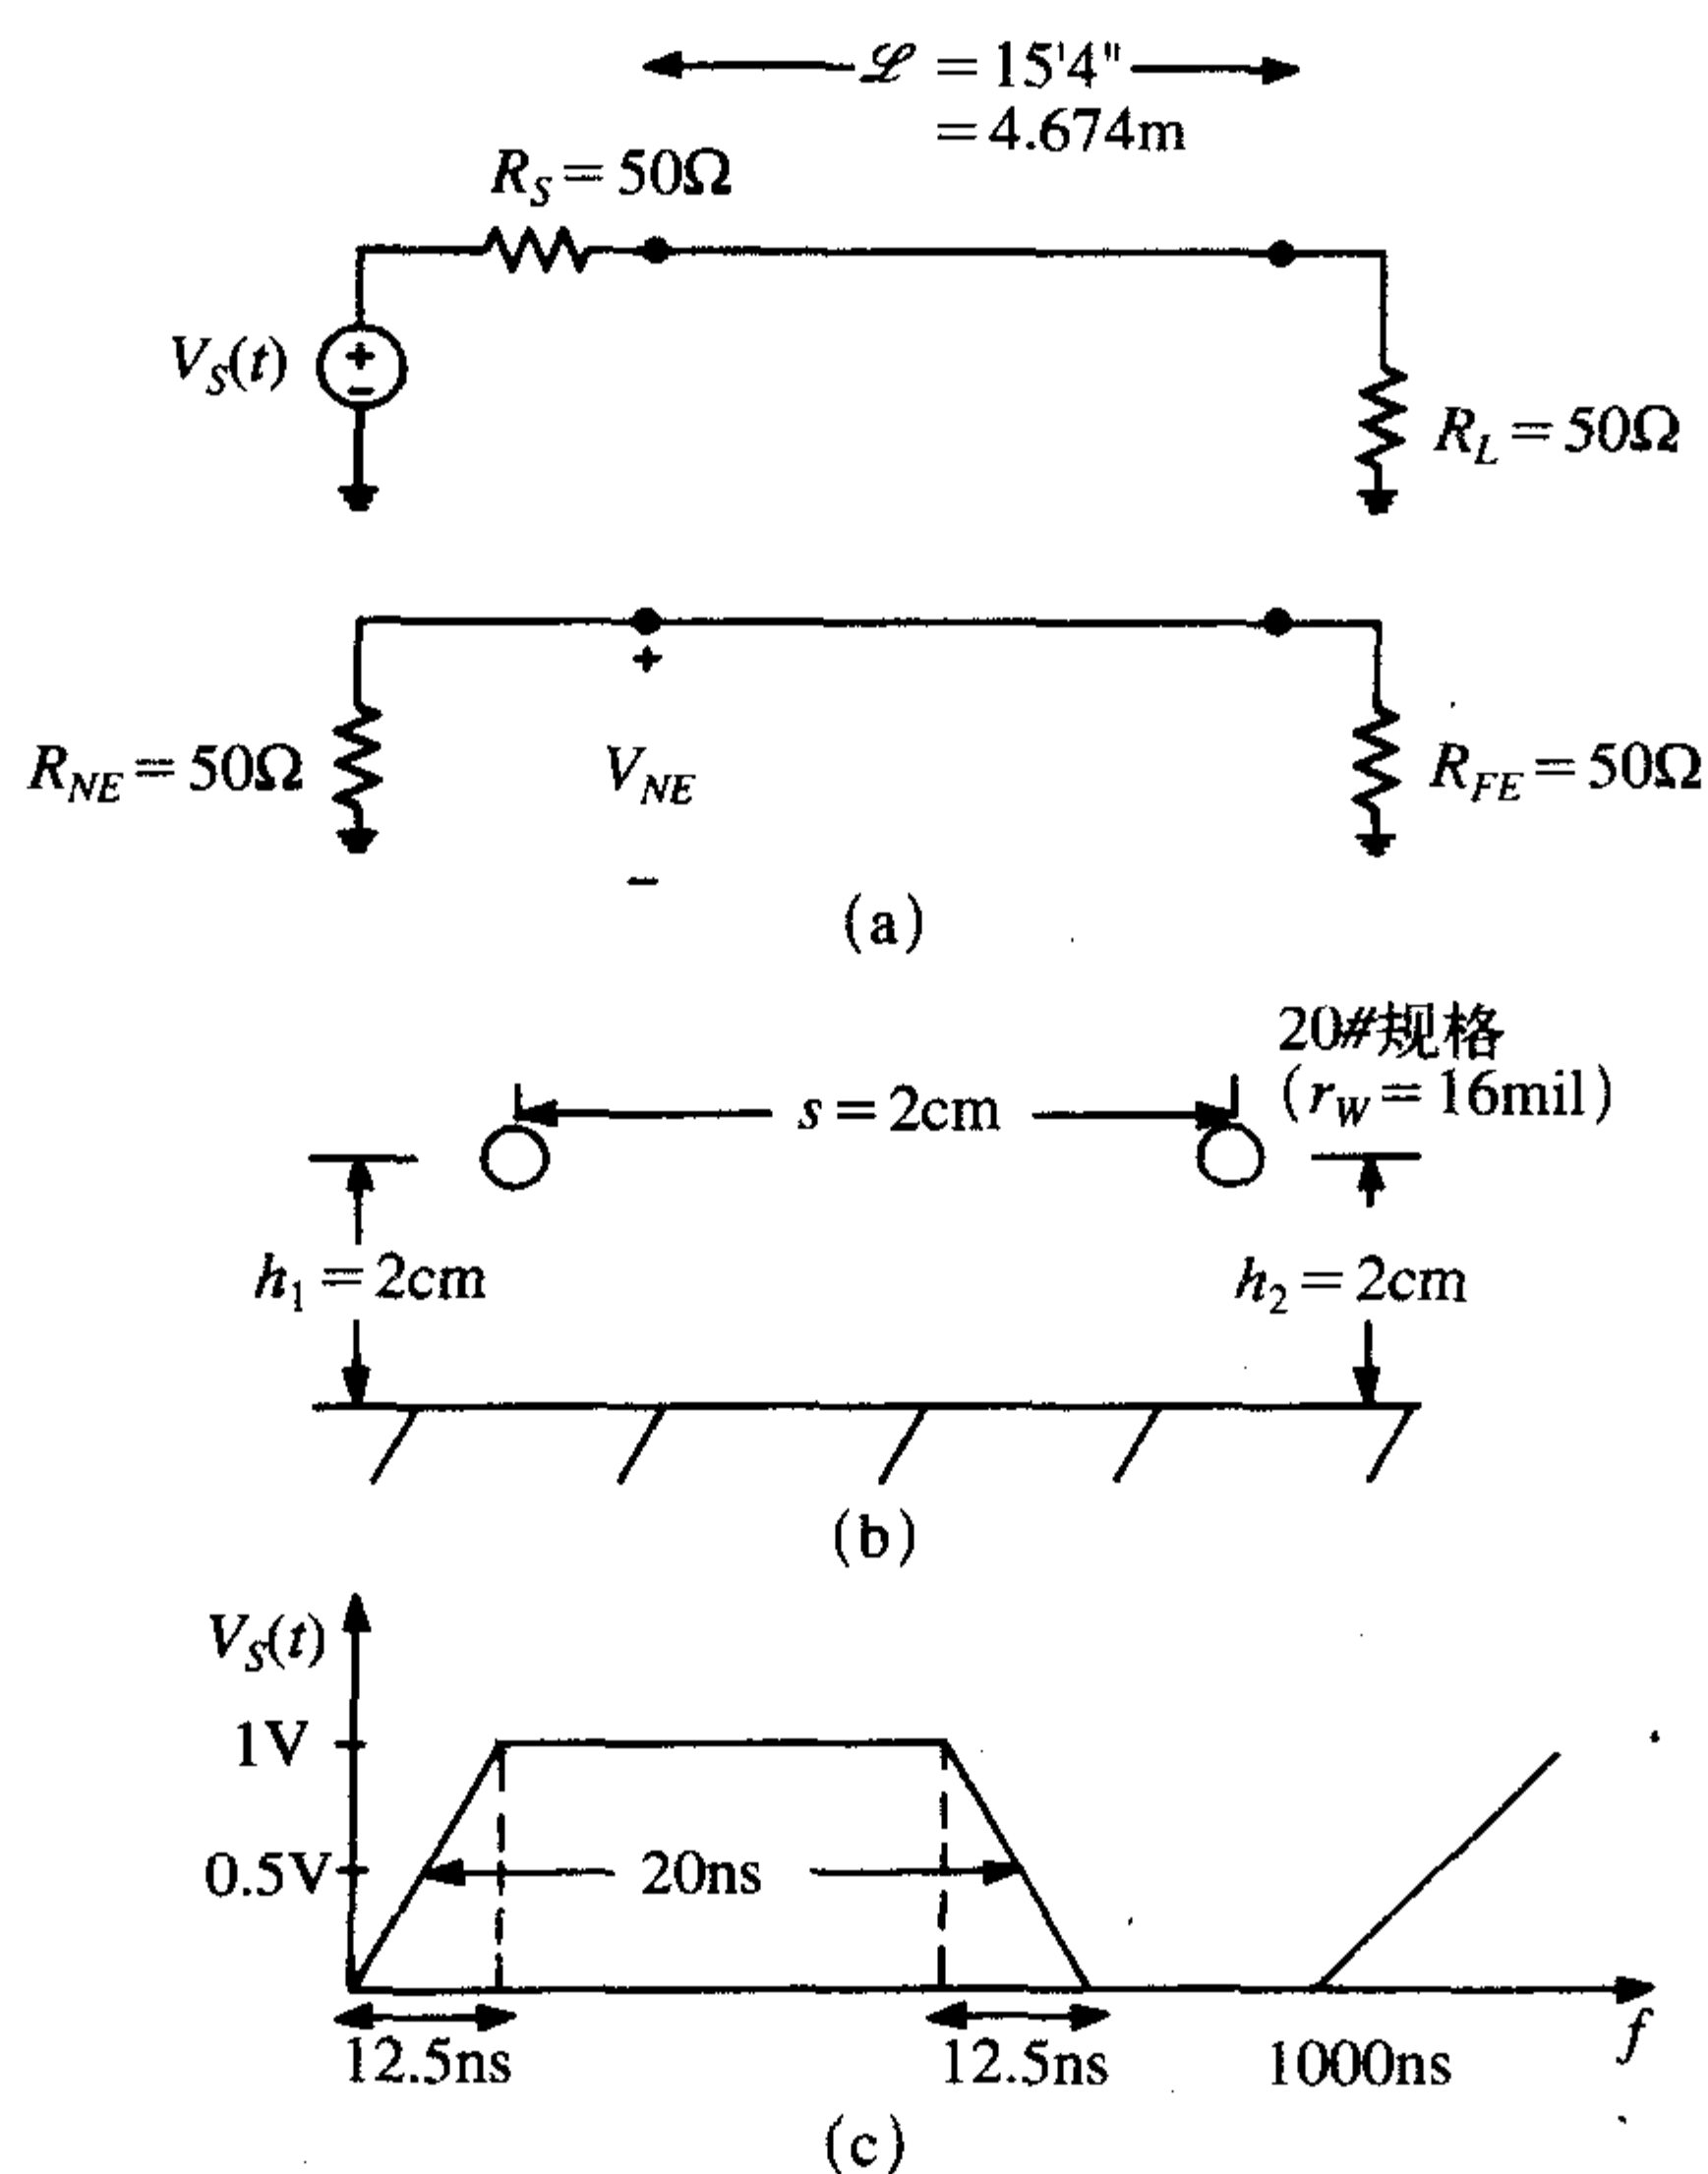 ℒ = 15'4"
= 4.674m
R_S = 50Ω
V_S(t)
+
−
R_L = 50Ω
R_NE = 50Ω
+
V_NE
−
R_FE = 50Ω
(a)
20#规格
(r_W = 16mil)
s = 2cm
h_1 = 2cm
h_2 = 2cm
(b)
V_S(t)
1V
0.5V
20ns
12.5ns
12.5ns
1000ns
f
(c)